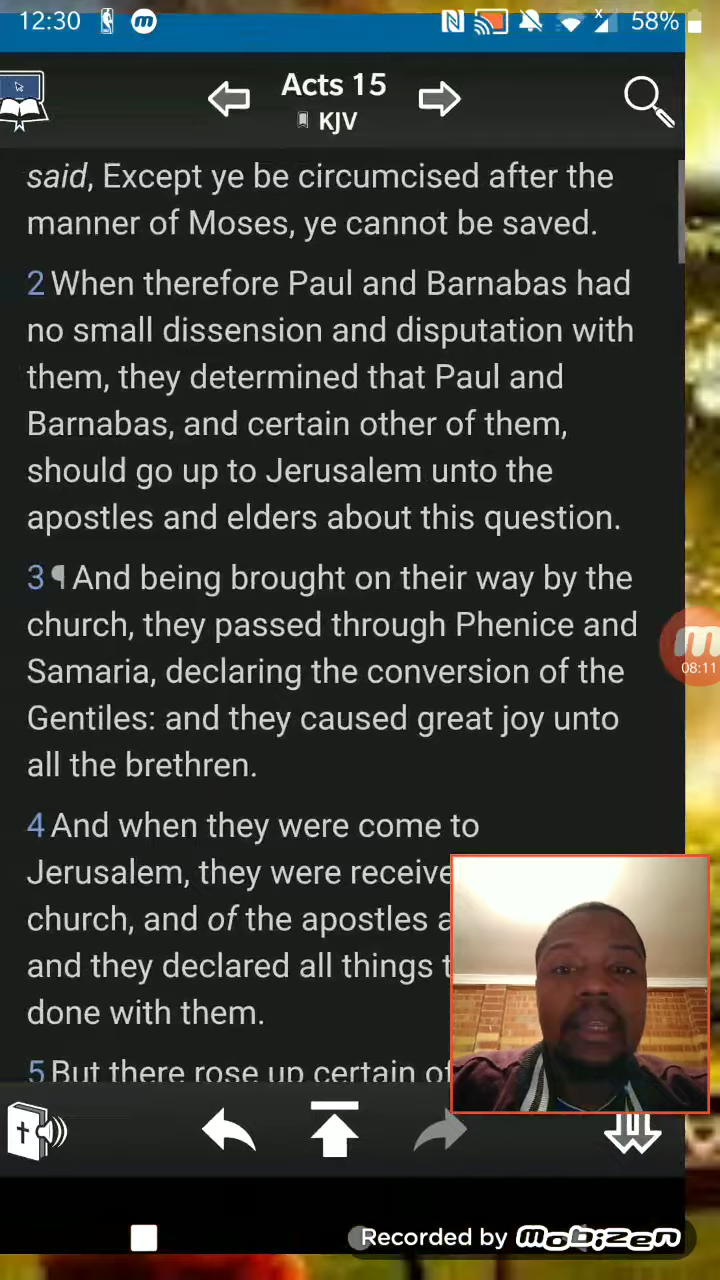 12:30
58%
Acts 15
KJV
said, Except ye be circumcised after the
manner of Moses, ye cannot be saved.
2 When therefore Paul and Barnabas had
no small dissension and disputation with
them, they determined that Paul and
Barnabas, and certain other of them,
should go up to Jerusalem unto the
apostles and elders about this question.
3 ¶ And being brought on their way by the
church, they passed through Phenice and
Samaria, declaring the conversion of the
Gentiles: and they caused great joy unto
all the brethren.
08:11
4 And when they were come to
Jerusalem, they were receive
church, and of the apostles a
and they declared all things t
done with them.
5 But there rose up certain of
Recorded by Mobizen